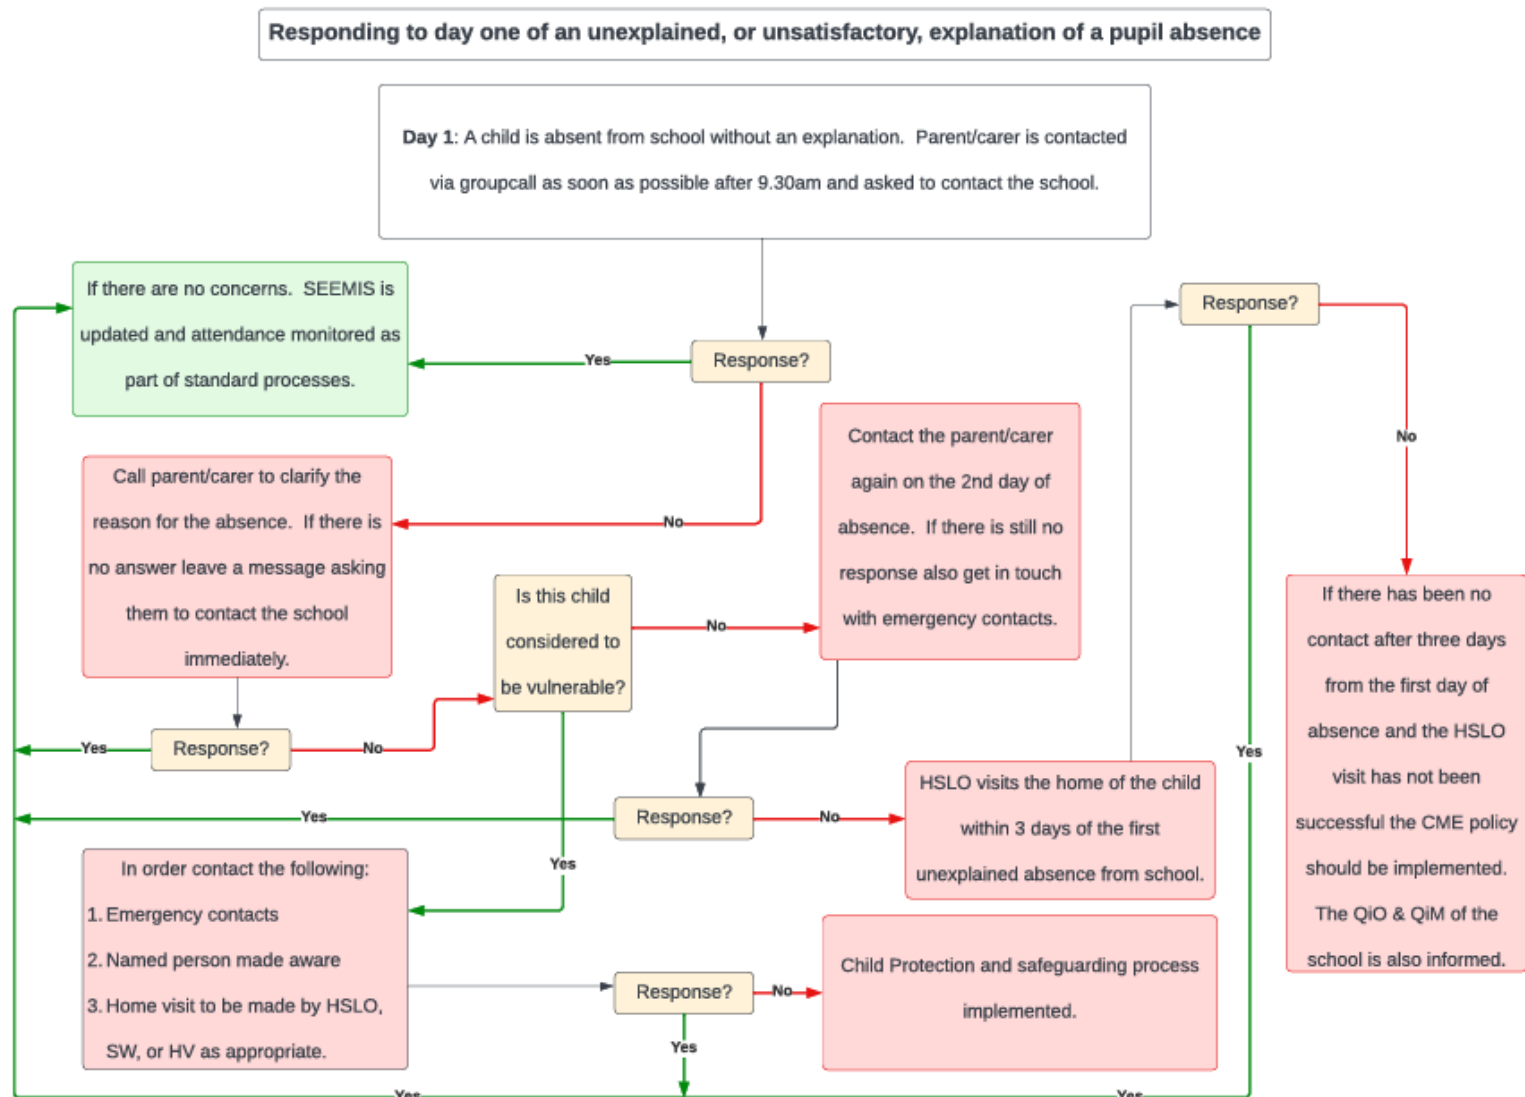 Responding to day one of an unexplained, or unsatisfactory, explanation of a pupil absence
Day 1: A child is absent from school without an explanation. Parent/carer is contacted
via groupcall as soon as possible after 9.30am and asked to contact the school.
If there are no concerns. SEEMIS is
updated and attendance monitored as
part of standard processes.
Yes
Response?
Response?
No
No
Call parent/carer to clarify the
reason for the absence. If there is
no answer leave a message asking
them to contact the school
immediately.
Contact the parent/carer
again on the 2nd day of
absence. If there is still no
response also get in touch
with emergency contacts.
Is this child
considered to
be vulnerable?
No
Yes
Response?
No
Yes
Yes
Response?
No
HSLO visits the home of the child
within 3 days of the first
unexplained absence from school.
Yes
If there has been no
contact after three days
from the first day of
absence and the HSLO
visit has not been
successful the CME policy
should be implemented.
The QiO & QiM of the
school is also informed.
In order contact the following:
1. Emergency contacts
2. Named person made aware
3. Home visit to be made by HSLO,
SW, or HV as appropriate.
Response?
No
Child Protection and safeguarding process
implemented.
Yes
Yes
Yes